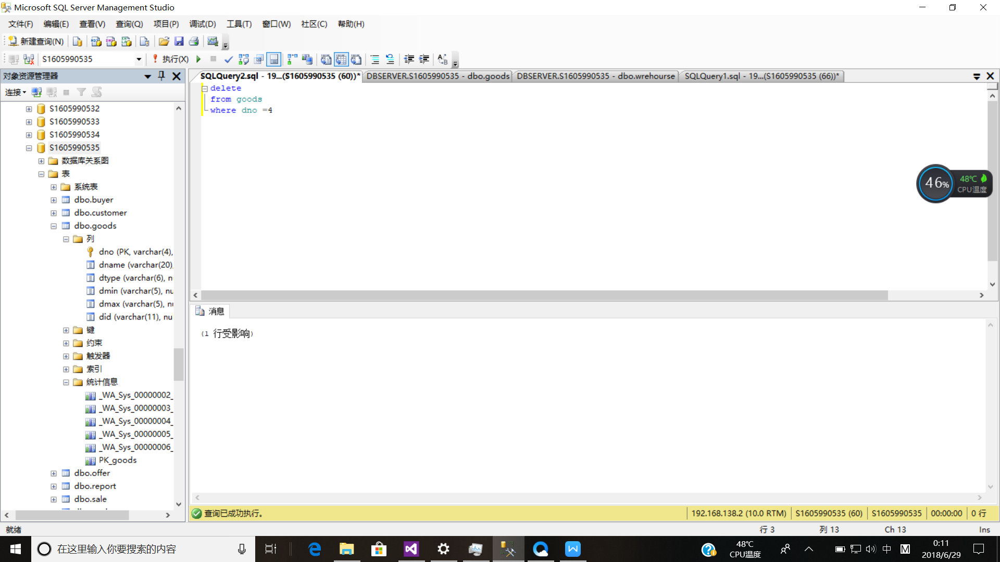 Microsoft SQL Server Management Studio
文件(F) 编辑(E) 查看(V) 查询(Q) 项目(P) 调试(D) 工具(T) 窗口(W) 社区(C) 帮助(H)
新建查询(N)
S1605990535 执行(X)
对象资源管理器
连接
S1605990532
S1605990533
S1605990534
S1605990535
数据库关系图
表
系统表
dbo.buyer
dbo.customer
dbo.goods
列
dno (PK, varchar(4),
dname (varchar(20),
dtype (varchar(6), n
dmin (varchar(5), nu
dmax (varchar(5), nu
did (varchar(11), nu
键
约束
触发器
索引
统计信息
_WA_Sys_00000002_
_WA_Sys_00000003_
_WA_Sys_00000004_
_WA_Sys_00000005_
_WA_Sys_00000006_
PK_goods
dbo.offer
dbo.report
dbo.sale
SQLQuery2.sql - 19...(S1605990535 (60))* DBSERVER.S1605990535 - dbo.goods DBSERVER.S1605990535 - dbo.wrehourse SQLQuery1.sql - 19...(S1605990535 (66))*
delete
from goods
where dno =4
46% 48℃
CPU温度
消息
(1 行受影响)
查询已成功执行。 192.168.138.2 (10.0 RTM) S1605990535 (60) S1605990535 00:00:00 0 行
就绪 行 3 列 13 Ch 13 Ins
在这里输入你要搜索的内容
48℃
CPU温度
中 M
0:11
2018/6/29